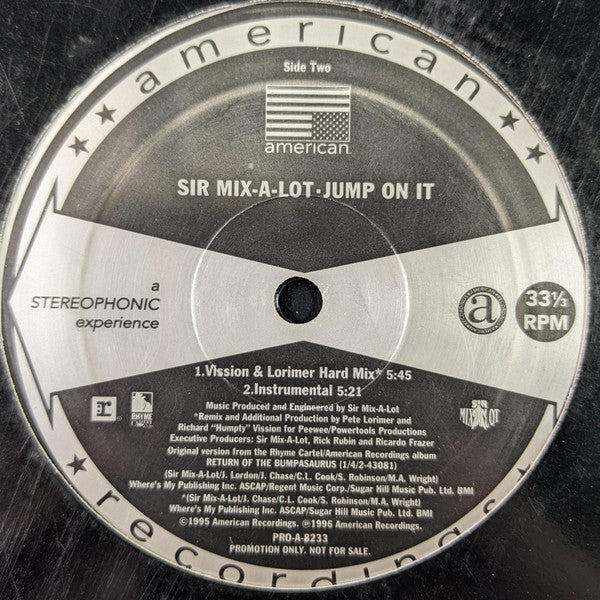 american
Side Two
american
SIR MIX-A-LOT·JUMP ON IT
a
STEREOPHONIC
experience
a
33⅓
RPM
1.Vission & Lorimer Hard Mix* 5:45
2.Instrumental 5:21
r
RHYME
SIR
MIX-A-LOT
Music Produced and Engineered by Sir Mix-A-Lot
*Remix and Additional Production by Pete Lorimer and
Richard "Humpty" Vission for Peewee/Powertools Productions
Executive Producers: Sir Mix-A-Lot, Rick Rubin and Ricardo Frazer
Original version from the Rhyme Cartel/American Recordings album
RETURN OF THE BUMPASAURUS (1/4/2-43081)
(Sir Mix-A-Lot/J. Lordon/J. Chase/C.L. Cook/S. Robinson/M.A. Wright)
Where's My Publishing Inc. ASCAP/Regent Music Corp./Sugar Hill Music Pub. Ltd. BMI
*(Sir Mix-A-Lot/J. Chase/C.L. Cook/S. Robinson/M.A. Wright)
Where's My Publishing Inc. ASCAP/Sugar Hill Music Pub. Ltd. BMI
©1995 American Recordings. ℗1996 American Recordings.
PRO-A-8233
PROMOTION ONLY. NOT FOR SALE.
recordings